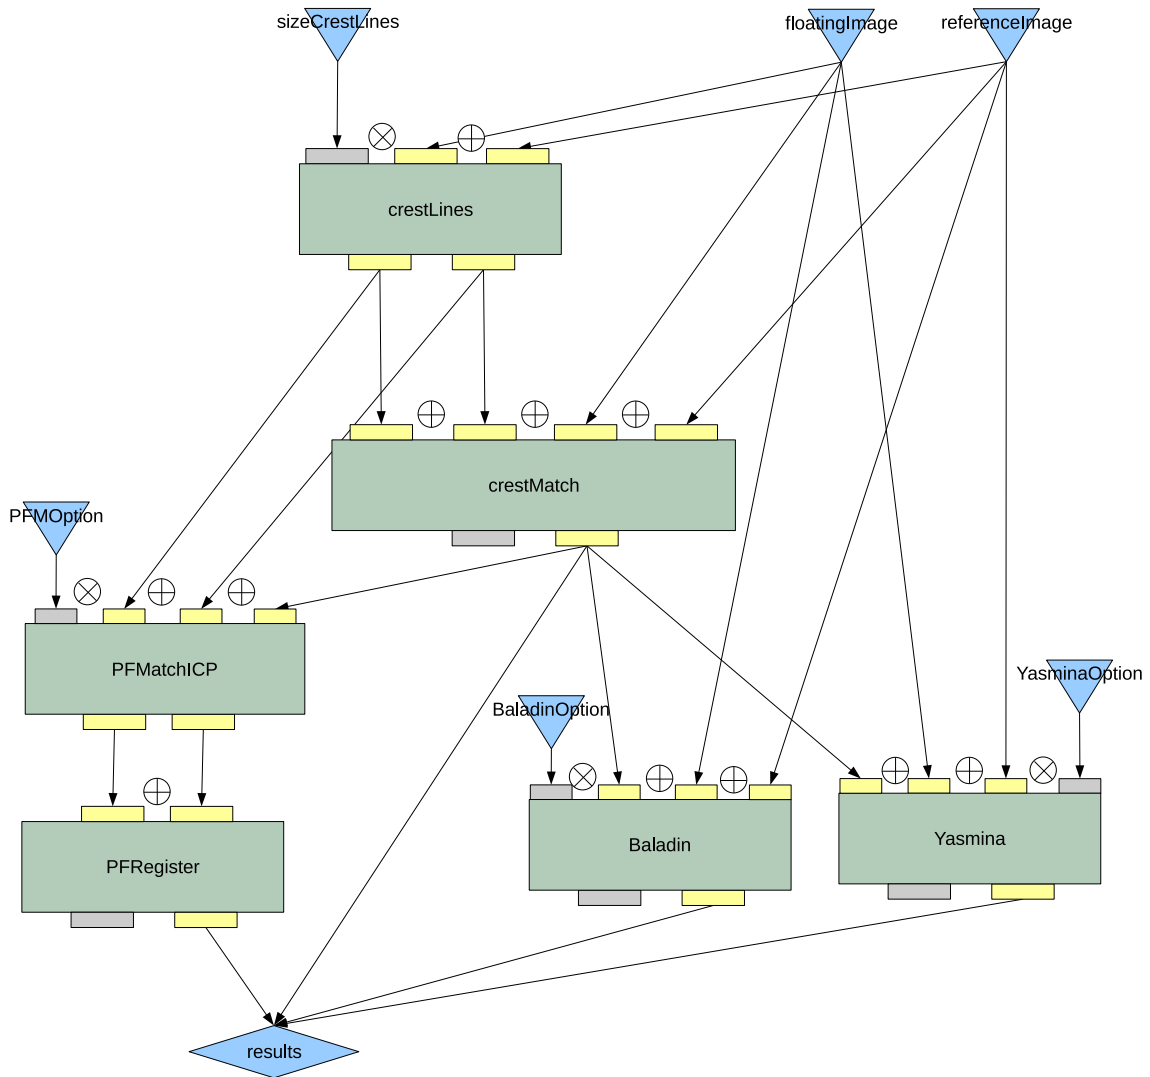 sizeCrestLines
floatingImage
referenceImage
crestLines
crestMatch
PFMOption
PFMatchICP
YasminaOption
BaladinOption
Yasmina
Baladin
PFRegister
results